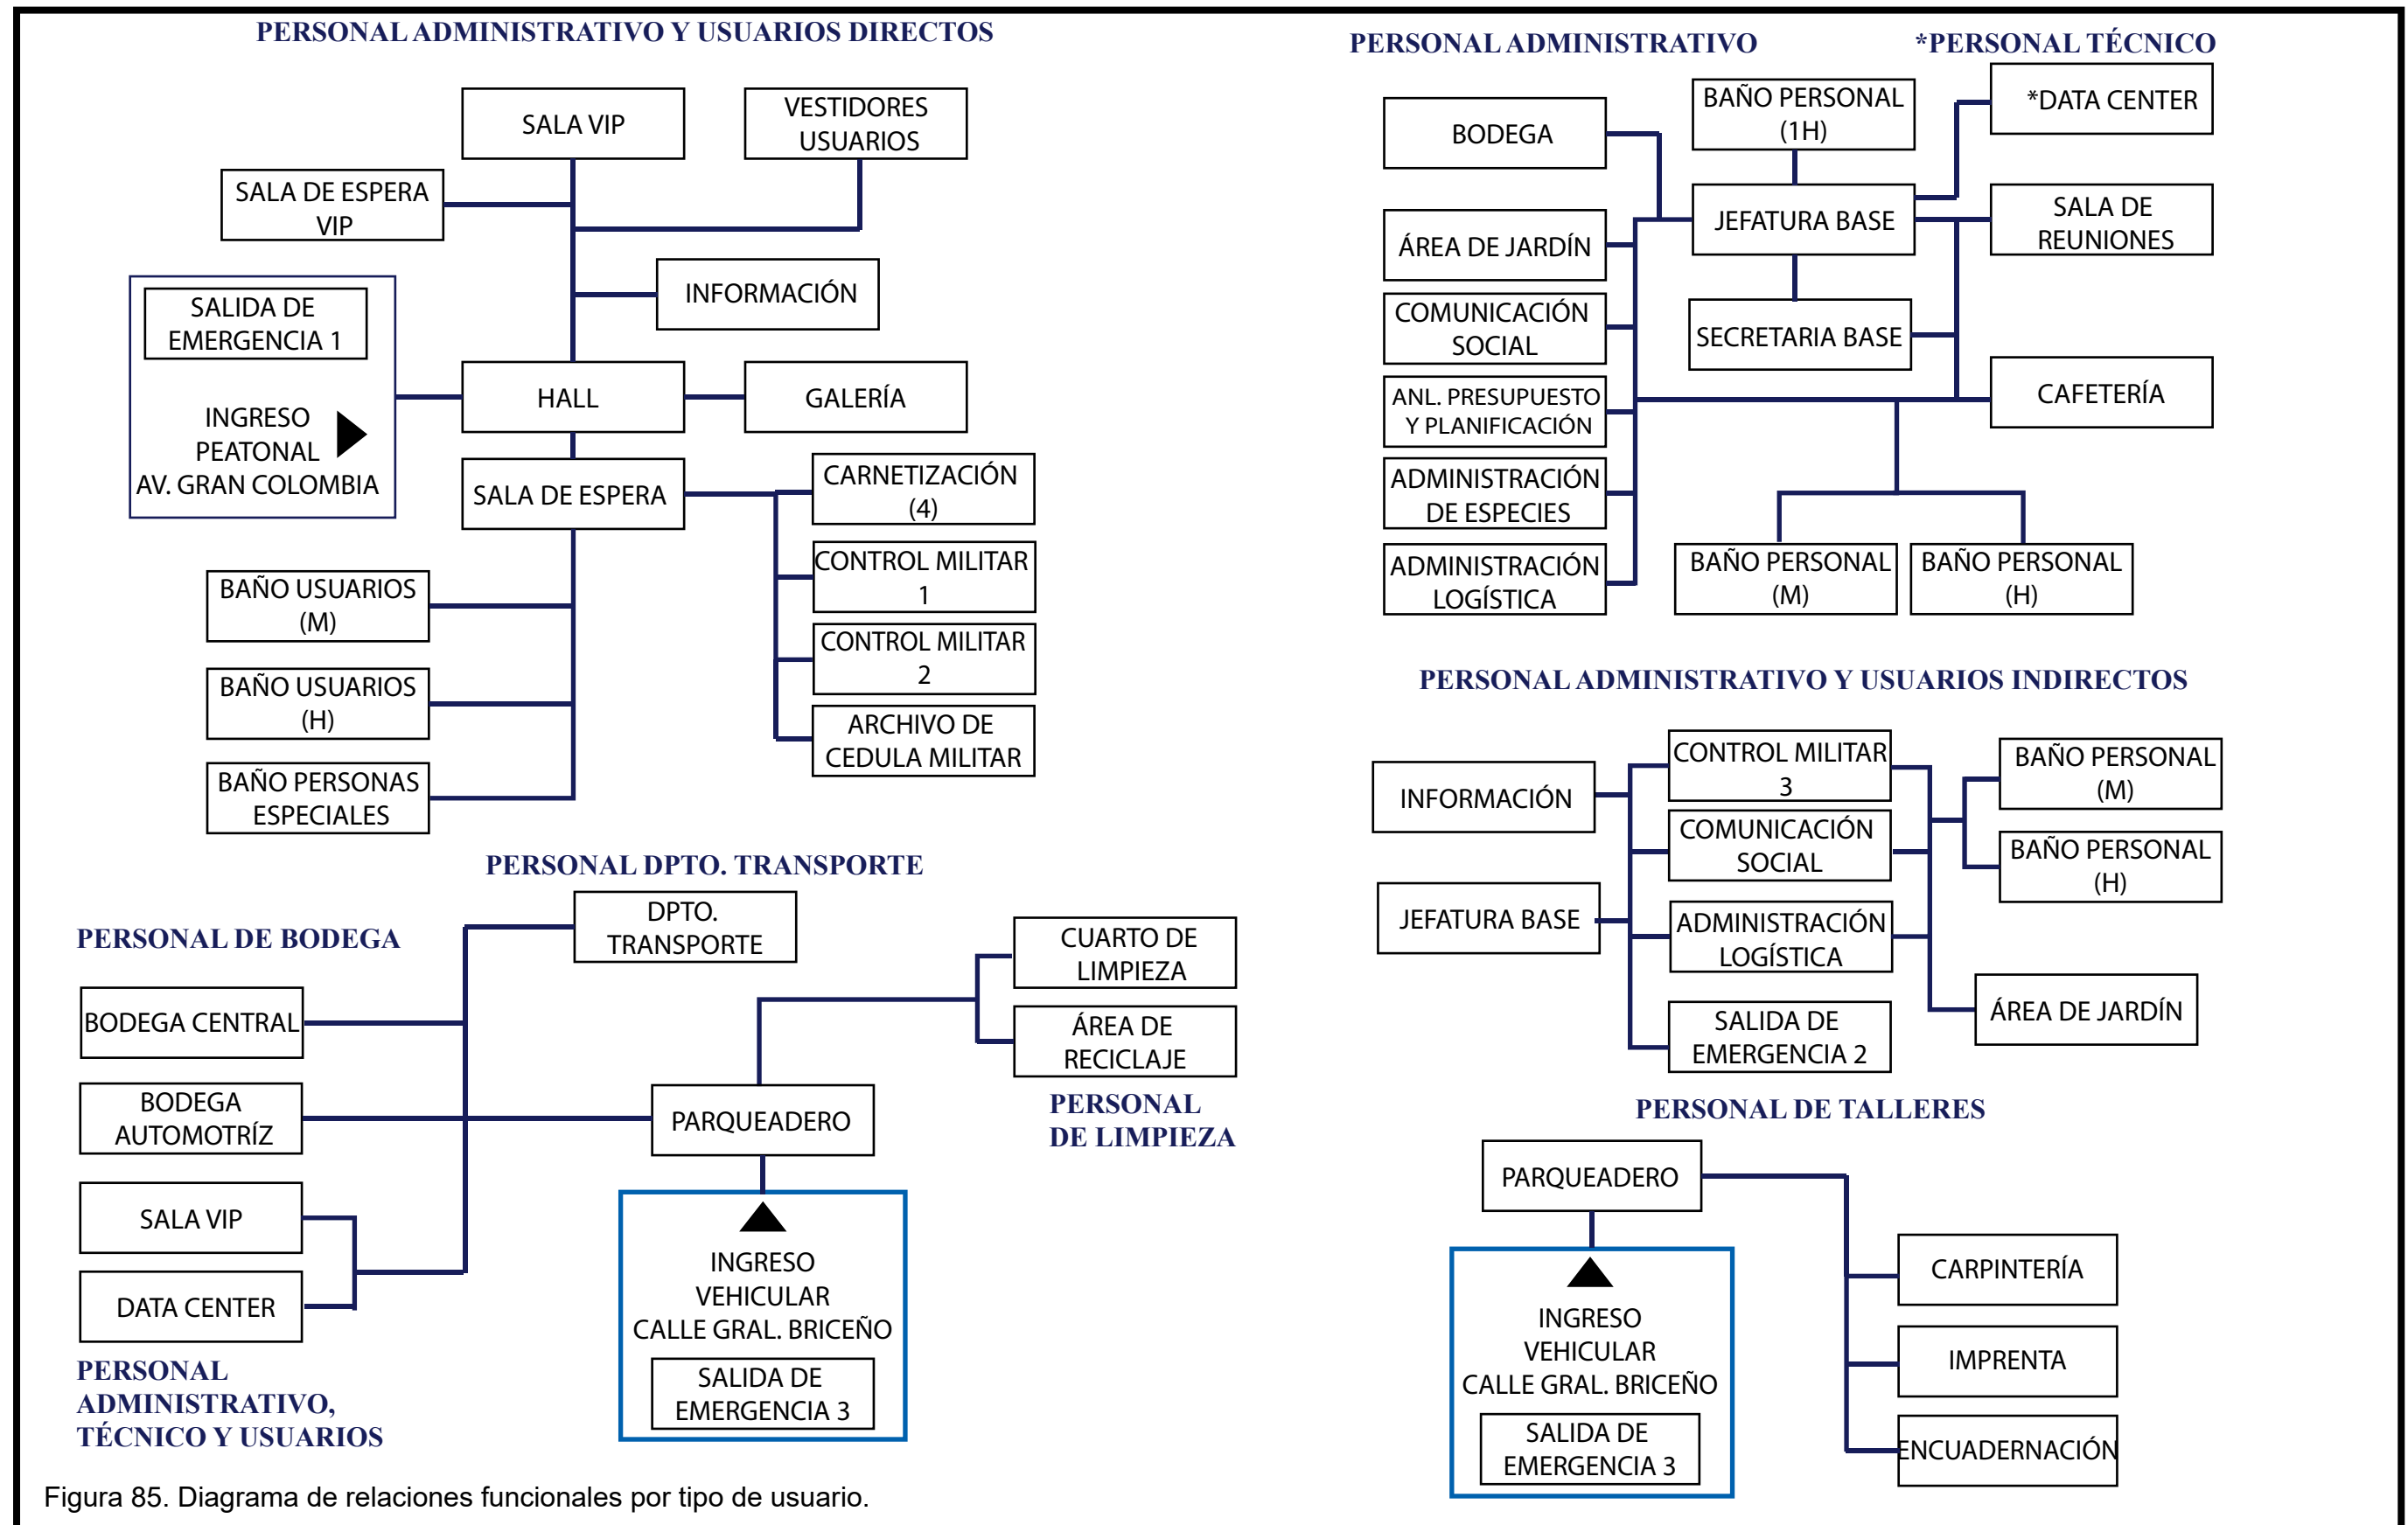 PERSONAL ADMINISTRATIVO Y USUARIOS DIRECTOS
SALA VIP
VESTIDORES
USUARIOS
SALA DE ESPERA
VIP
INFORMACIÓN
SALIDA DE
EMERGENCIA 1
INGRESO
PEATONAL
AV. GRAN COLOMBIA
HALL
GALERÍA
SALA DE ESPERA
CARNETIZACIÓN
(4)
CONTROL MILITAR
1
CONTROL MILITAR
2
ARCHIVO DE
CEDULA MILITAR
BAÑO USUARIOS
(M)
BAÑO USUARIOS
(H)
BAÑO PERSONAS
ESPECIALES
PERSONAL ADMINISTRATIVO
*PERSONAL TÉCNICO
BODEGA
BAÑO PERSONAL
(1H)
*DATA CENTER
ÁREA DE JARDÍN
JEFATURA BASE
SALA DE
REUNIONES
COMUNICACIÓN
SOCIAL
SECRETARIA BASE
ANL. PRESUPUESTO
Y PLANIFICACIÓN
CAFETERÍA
ADMINISTRACIÓN
DE ESPECIES
ADMINISTRACIÓN
LOGÍSTICA
BAÑO PERSONAL
(M)
BAÑO PERSONAL
(H)
PERSONAL ADMINISTRATIVO Y USUARIOS INDIRECTOS
INFORMACIÓN
JEFATURA BASE
CONTROL MILITAR
3
COMUNICACIÓN
SOCIAL
ADMINISTRACIÓN
LOGÍSTICA
SALIDA DE
EMERGENCIA 2
BAÑO PERSONAL
(M)
BAÑO PERSONAL
(H)
ÁREA DE JARDÍN
PERSONAL DPTO. TRANSPORTE
DPTO.
TRANSPORTE
PERSONAL DE BODEGA
BODEGA CENTRAL
BODEGA
AUTOMOTRÍZ
SALA VIP
DATA CENTER
PERSONAL
ADMINISTRATIVO,
TÉCNICO Y USUARIOS
CUARTO DE
LIMPIEZA
ÁREA DE
RECICLAJE
PERSONAL
DE LIMPIEZA
PARQUEADERO
INGRESO
VEHICULAR
CALLE GRAL. BRICEÑO
SALIDA DE
EMERGENCIA 3
PERSONAL DE TALLERES
PARQUEADERO
INGRESO
VEHICULAR
CALLE GRAL. BRICEÑO
SALIDA DE
EMERGENCIA 3
CARPINTERÍA
IMPRENTA
ENCUADERNACIÓN
Figura 85. Diagrama de relaciones funcionales por tipo de usuario.